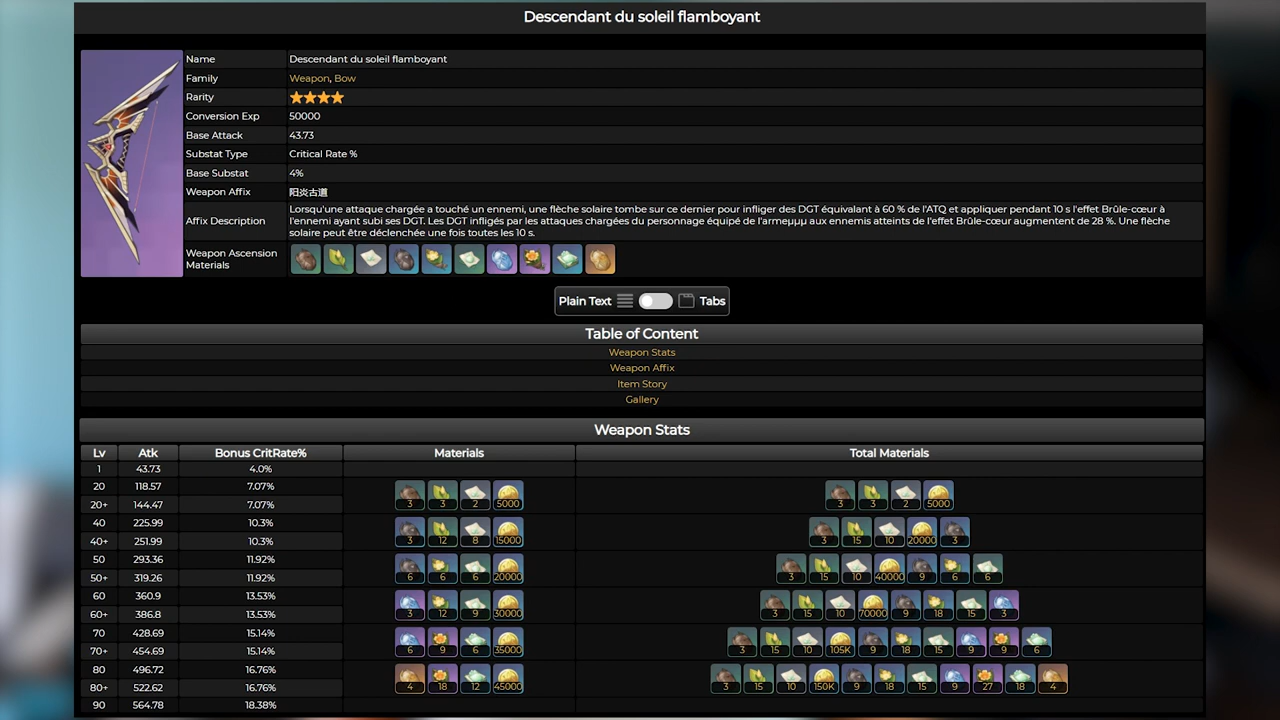 Descendant du soleil flamboyant
Name Descendant du soleil flamboyant
Family Weapon, Bow
Rarity
Conversion Exp 50000
Base Attack 43.73
Substat Type Critical Rate %
Base Substat 4%
Weapon Affix 阳炎古道
Affix Description Lorsqu'une attaque chargée a touché un ennemi, une flèche solaire tombe sur ce dernier pour infliger des DGT équivalant à 60 % de l'ATQ et appliquer pendant 10 s l'effet Brûle-cœur à
l'ennemi ayant subi ses DGT. Les DGT infligés par les attaques chargées du personnage équipé de l'armeµµµ aux ennemis atteints de l'effet Brûle-cœur augmentent de 28 %. Une flèche
solaire peut être déclenchée une fois toutes les 10 s.
Weapon Ascension
Materials
Plain Text Tabs
Table of Content
Weapon Stats
Weapon Affix
Item Story
Gallery
Weapon Stats
Lv Atk Bonus CritRate% Materials Total Materials
1 43.73 4.0%
20 118.57 7.07%
20+ 144.47 7.07% 3 3 2 5000 3 3 2 5000
40 225.99 10.3%
40+ 251.99 10.3% 3 12 8 15000 3 15 10 20000 3
50 293.36 11.92%
50+ 319.26 11.92% 6 6 6 20000 3 15 10 40000 9 6 6
60 360.9 13.53%
60+ 386.8 13.53% 3 12 9 30000 3 15 10 70000 9 18 15 3
70 428.69 15.14%
70+ 454.69 15.14% 6 9 6 35000 3 15 10 105K 9 18 15 9 9 6
80 496.72 16.76%
80+ 522.62 16.76% 4 18 12 45000 3 15 10 150K 9 18 15 9 27 18 4
90 564.78 18.38%